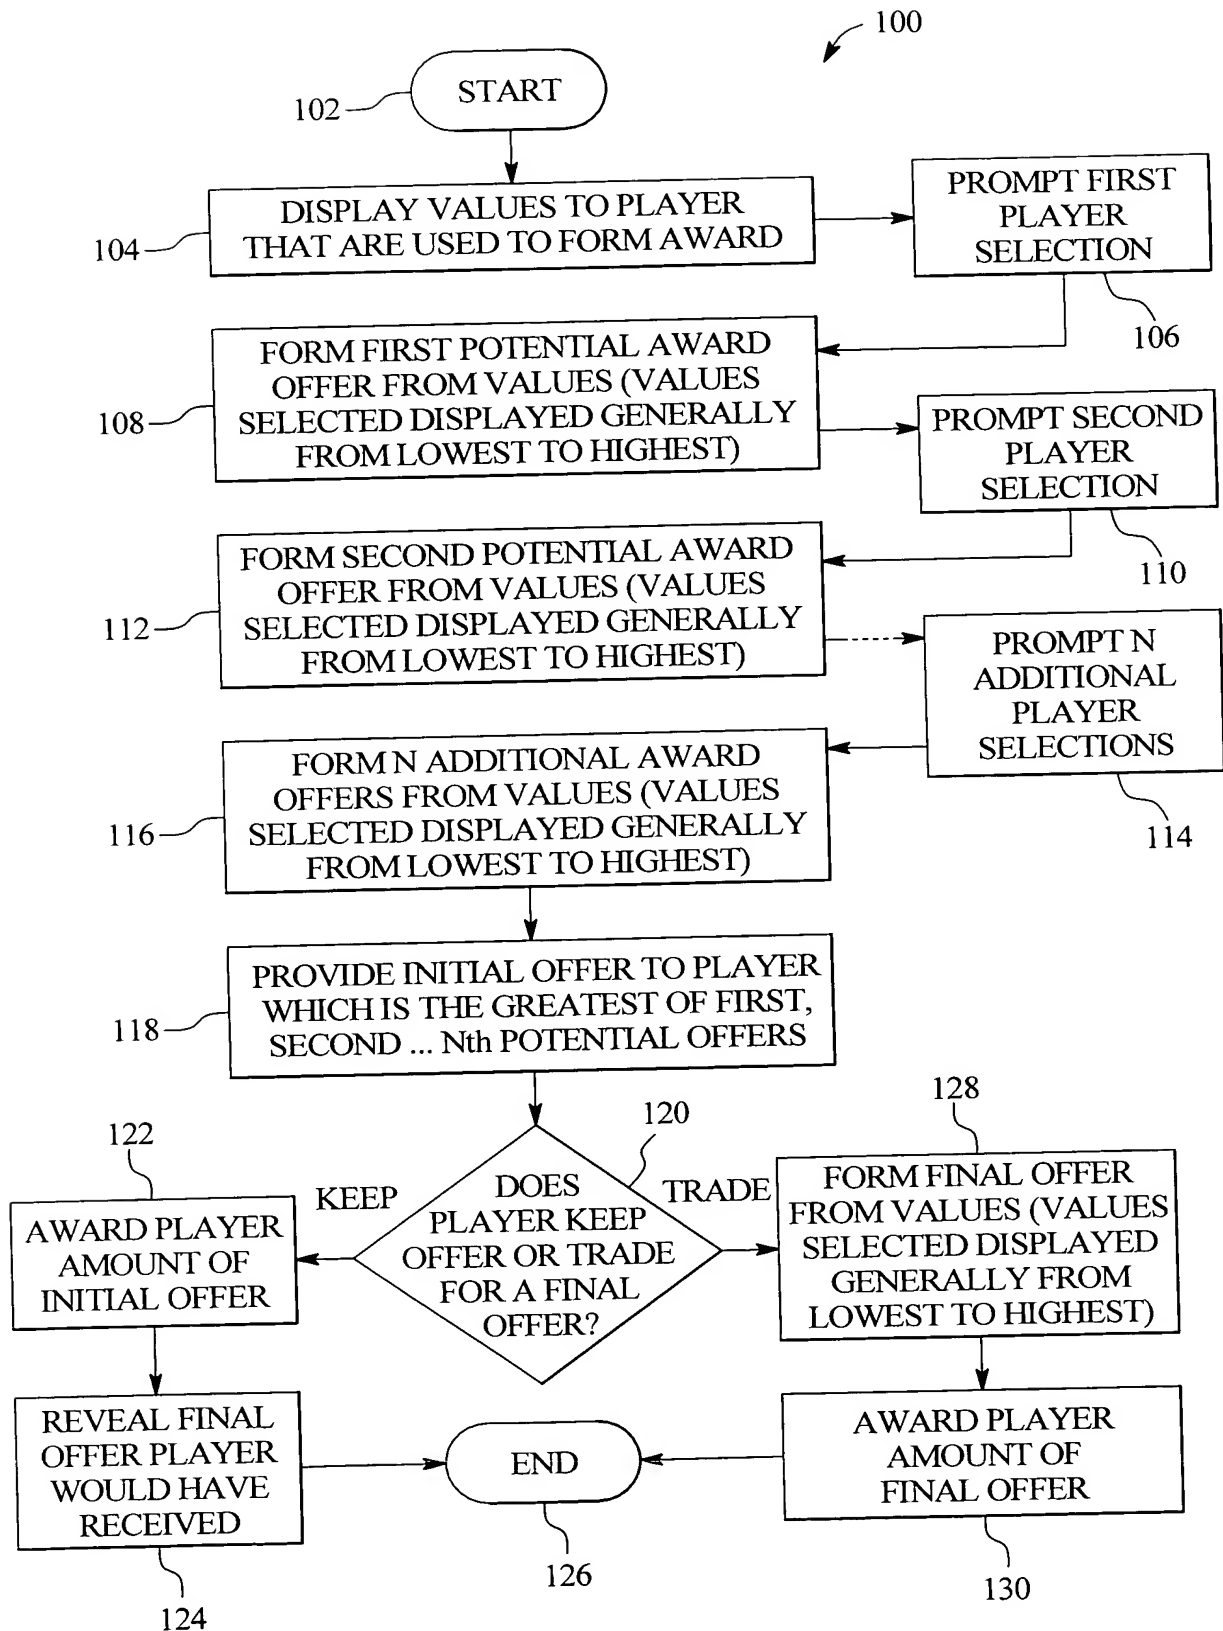 100
START
102
DISPLAY VALUES TO PLAYER
THAT ARE USED TO FORM AWARD
104
PROMPT FIRST
PLAYER
SELECTION
106
FORM FIRST POTENTIAL AWARD
OFFER FROM VALUES (VALUES
SELECTED DISPLAYED GENERALLY
FROM LOWEST TO HIGHEST)
108
PROMPT SECOND
PLAYER
SELECTION
110
FORM SECOND POTENTIAL AWARD
OFFER FROM VALUES (VALUES
SELECTED DISPLAYED GENERALLY
FROM LOWEST TO HIGHEST)
112
PROMPT N
ADDITIONAL
PLAYER
SELECTIONS
114
FORM N ADDITIONAL AWARD
OFFERS FROM VALUES (VALUES
SELECTED DISPLAYED GENERALLY
FROM LOWEST TO HIGHEST)
116
PROVIDE INITIAL OFFER TO PLAYER
WHICH IS THE GREATEST OF FIRST,
SECOND ... Nth POTENTIAL OFFERS
118
120
DOES
PLAYER KEEP
OFFER OR TRADE
FOR A FINAL
OFFER?
KEEP
TRADE
122
AWARD PLAYER
AMOUNT OF
INITIAL OFFER
128
FORM FINAL OFFER
FROM VALUES (VALUES
SELECTED DISPLAYED
GENERALLY FROM
LOWEST TO HIGHEST)
REVEAL FINAL
OFFER PLAYER
WOULD HAVE
RECEIVED
124
END
126
AWARD PLAYER
AMOUNT OF
FINAL OFFER
130